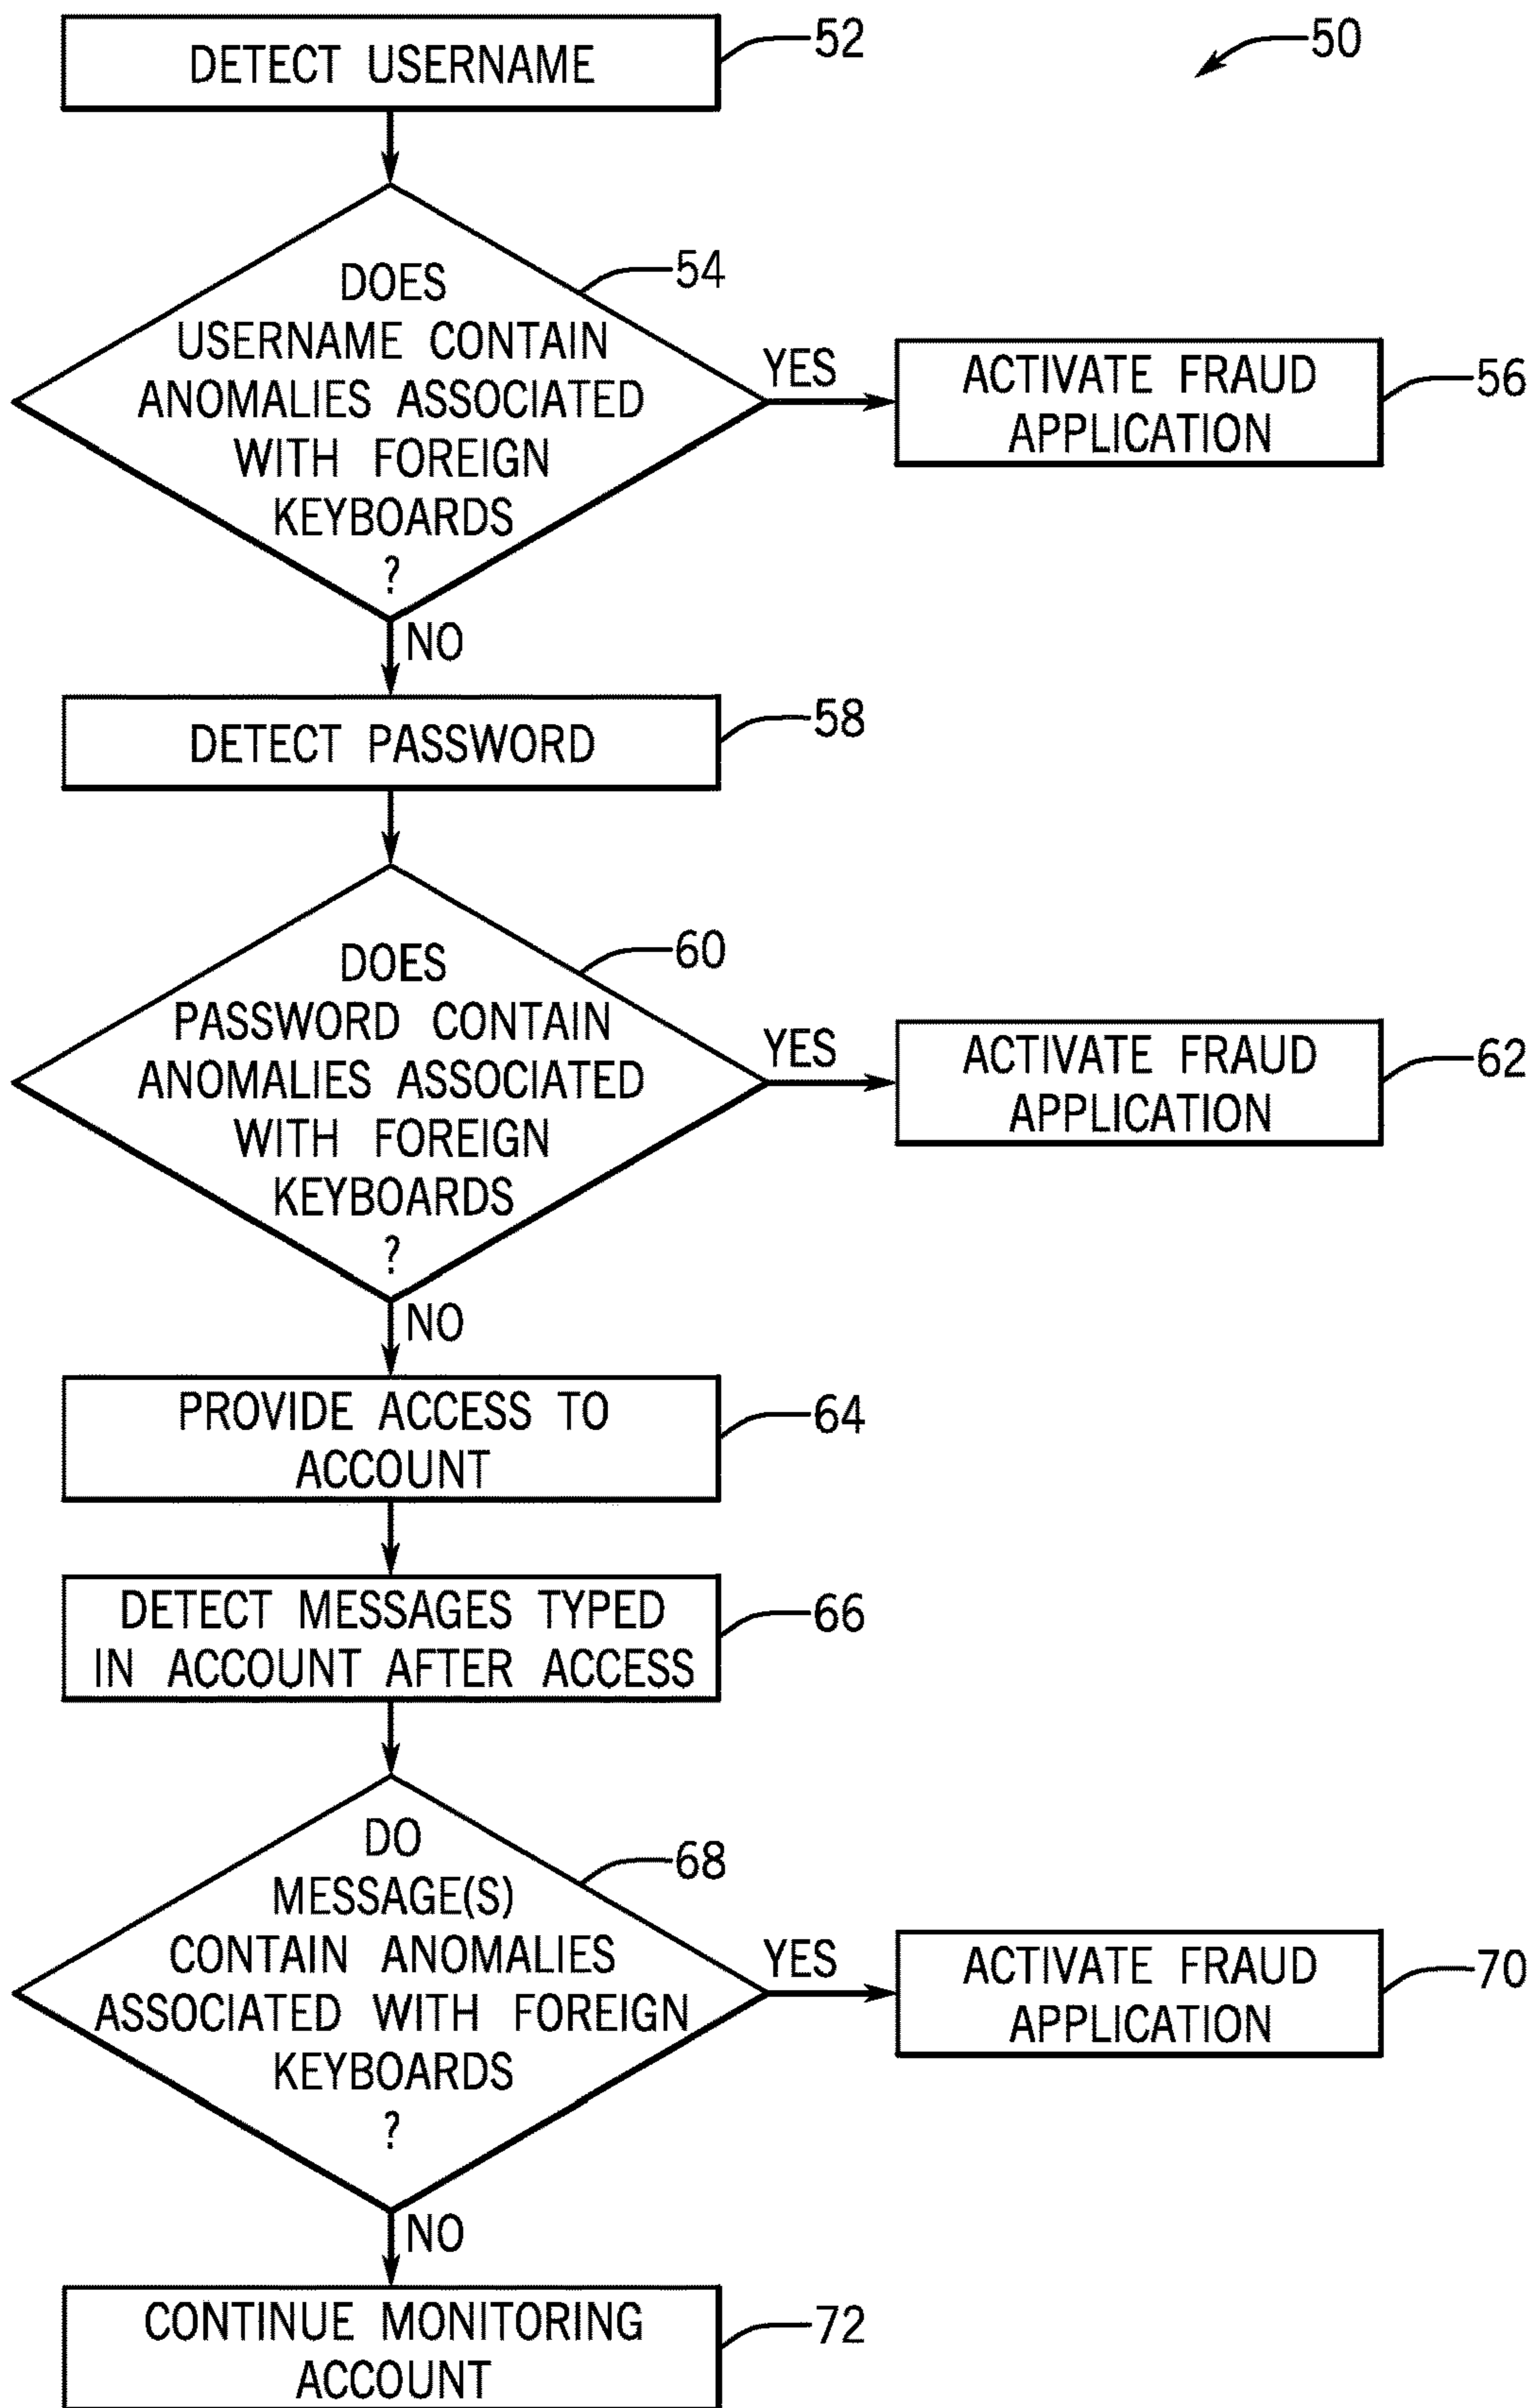 DETECT USERNAME
52
50
DOES
USERNAME CONTAIN
ANOMALIES ASSOCIATED
WITH FOREIGN
KEYBOARDS
?
54
YES
ACTIVATE FRAUD
APPLICATION
56
NO
DETECT PASSWORD
58
DOES
PASSWORD CONTAIN
ANOMALIES ASSOCIATED
WITH FOREIGN
KEYBOARDS
?
60
YES
ACTIVATE FRAUD
APPLICATION
62
NO
PROVIDE ACCESS TO
ACCOUNT
64
DETECT MESSAGES TYPED
IN ACCOUNT AFTER ACCESS
66
DO
MESSAGE(S)
CONTAIN ANOMALIES
ASSOCIATED WITH FOREIGN
KEYBOARDS
?
68
YES
ACTIVATE FRAUD
APPLICATION
70
NO
CONTINUE MONITORING
ACCOUNT
72